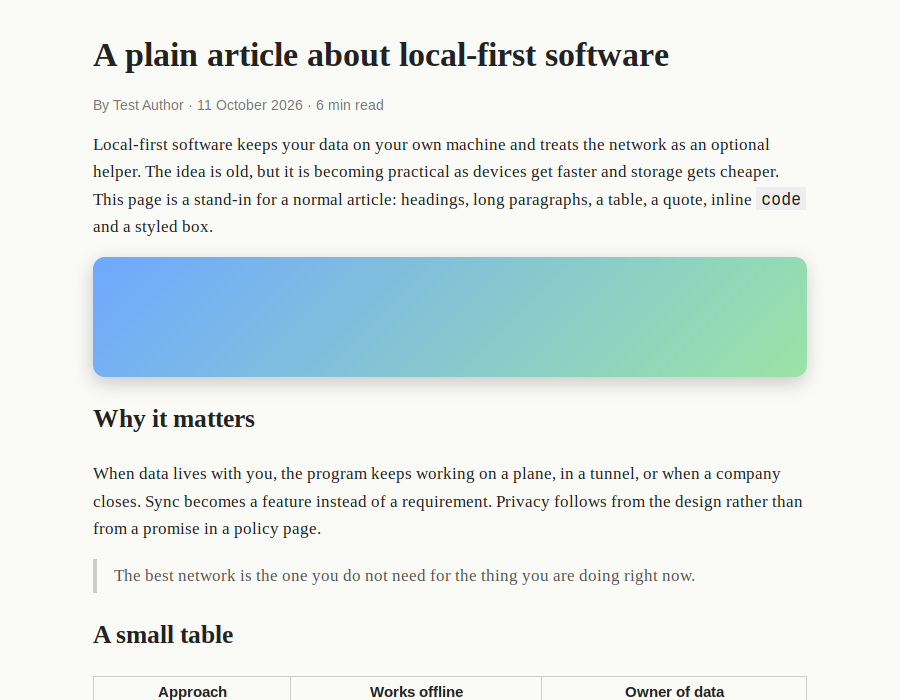 A plain article about local-first software
By Test Author · 11 October 2026 · 6 min read
Local-first software keeps your data on your own machine and treats the network as an optional
helper. The idea is old, but it is becoming practical as devices get faster and storage gets cheaper.
This page is a stand-in for a normal article: headings, long paragraphs, a table, a quote, inline code
and a styled box.
Why it matters
When data lives with you, the program keeps working on a plane, in a tunnel, or when a company
closes. Sync becomes a feature instead of a requirement. Privacy follows from the design rather than
from a promise in a policy page.
The best network is the one you do not need for the thing you are doing right now.
A small table
Approach Works offline Owner of data